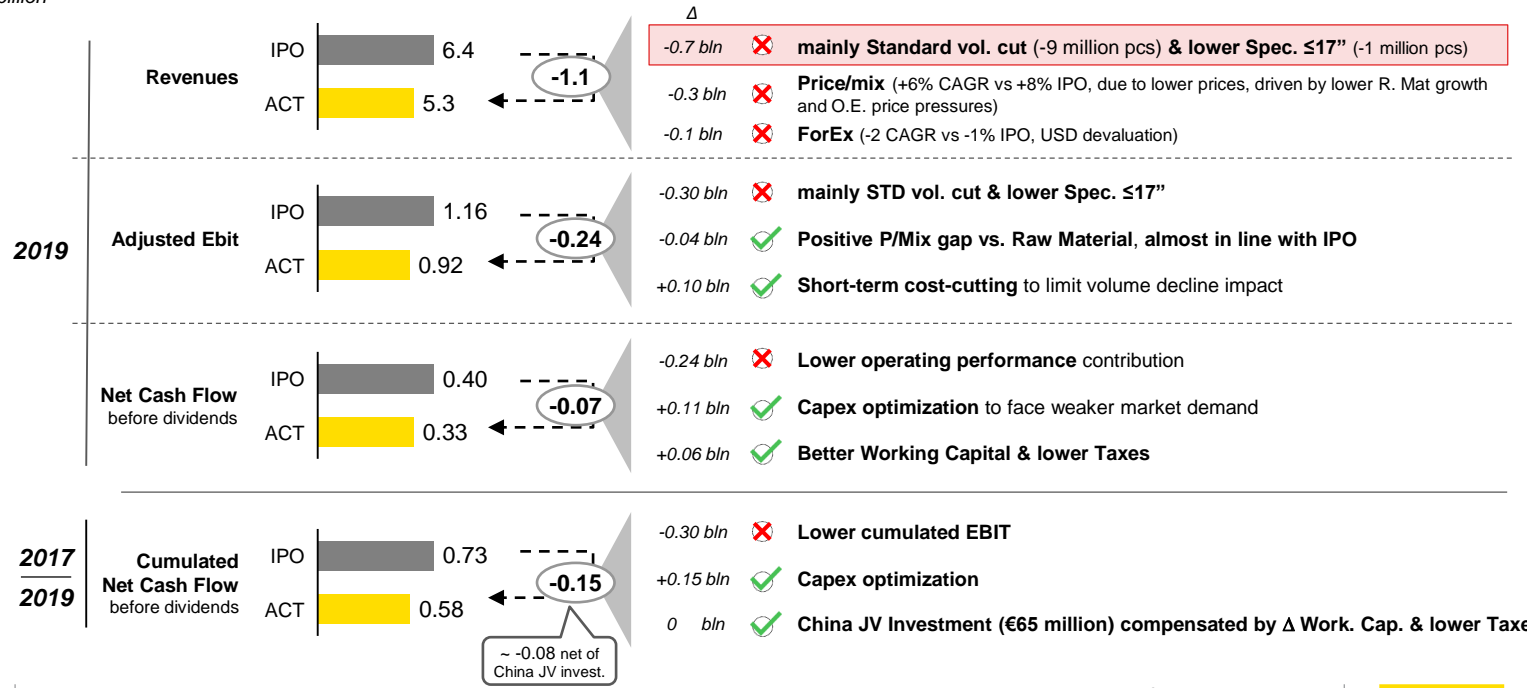 Δ
IPO 6.4
-0.7 bln mainly Standard vol. cut (-9 million pcs) & lower Spec. ≤17” (-1 million pcs)
Revenues
-1.1
-0.3 bln Price/mix (+6% CAGR vs +8% IPO, due to lower prices, driven by lower R. Mat growth
and O.E. price pressures)
ACT 5.3
-0.1 bln ForEx (-2 CAGR vs -1% IPO, USD devaluation)
2019
IPO 1.16
-0.30 bln mainly STD vol. cut & lower Spec. ≤17”
Adjusted Ebit
-0.24
-0.04 bln Positive P/Mix gap vs. Raw Material, almost in line with IPO
ACT 0.92
+0.10 bln Short-term cost-cutting to limit volume decline impact
IPO 0.40
-0.24 bln Lower operating performance contribution
Net Cash Flow
before dividends
-0.07
+0.11 bln Capex optimization to face weaker market demand
ACT 0.33
+0.06 bln Better Working Capital & lower Taxes
2017
2019
IPO 0.73
-0.30 bln Lower cumulated EBIT
Cumulated
Net Cash Flow
before dividends
-0.15
+0.15 bln Capex optimization
ACT 0.58
0 bln China JV Investment (€65 million) compensated by Δ Work. Cap. & lower Taxe
~ -0.08 net of
China JV invest.